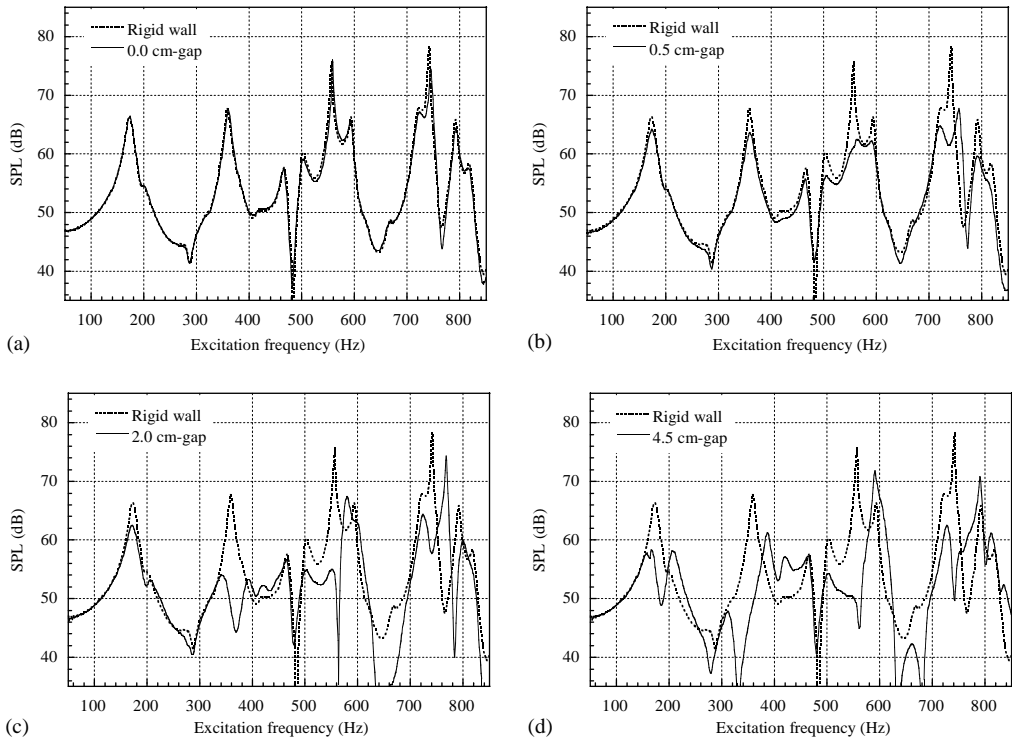 80
70
60
50
40
SPL (dB)
Rigid wall
0.0 cm-gap
100 200 300 400 500 600 700 800
(a)
Excitation frequency (Hz)
80
70
60
50
40
SPL (dB)
Rigid wall
0.5 cm-gap
100 200 300 400 500 600 700 800
(b)
Excitation frequency (Hz)
80
70
60
50
40
SPL (dB)
Rigid wall
2.0 cm-gap
100 200 300 400 500 600 700 800
(c)
Excitation frequency (Hz)
80
70
60
50
40
SPL (dB)
Rigid wall
4.5 cm-gap
100 200 300 400 500 600 700 800
(d)
Excitation frequency (Hz)